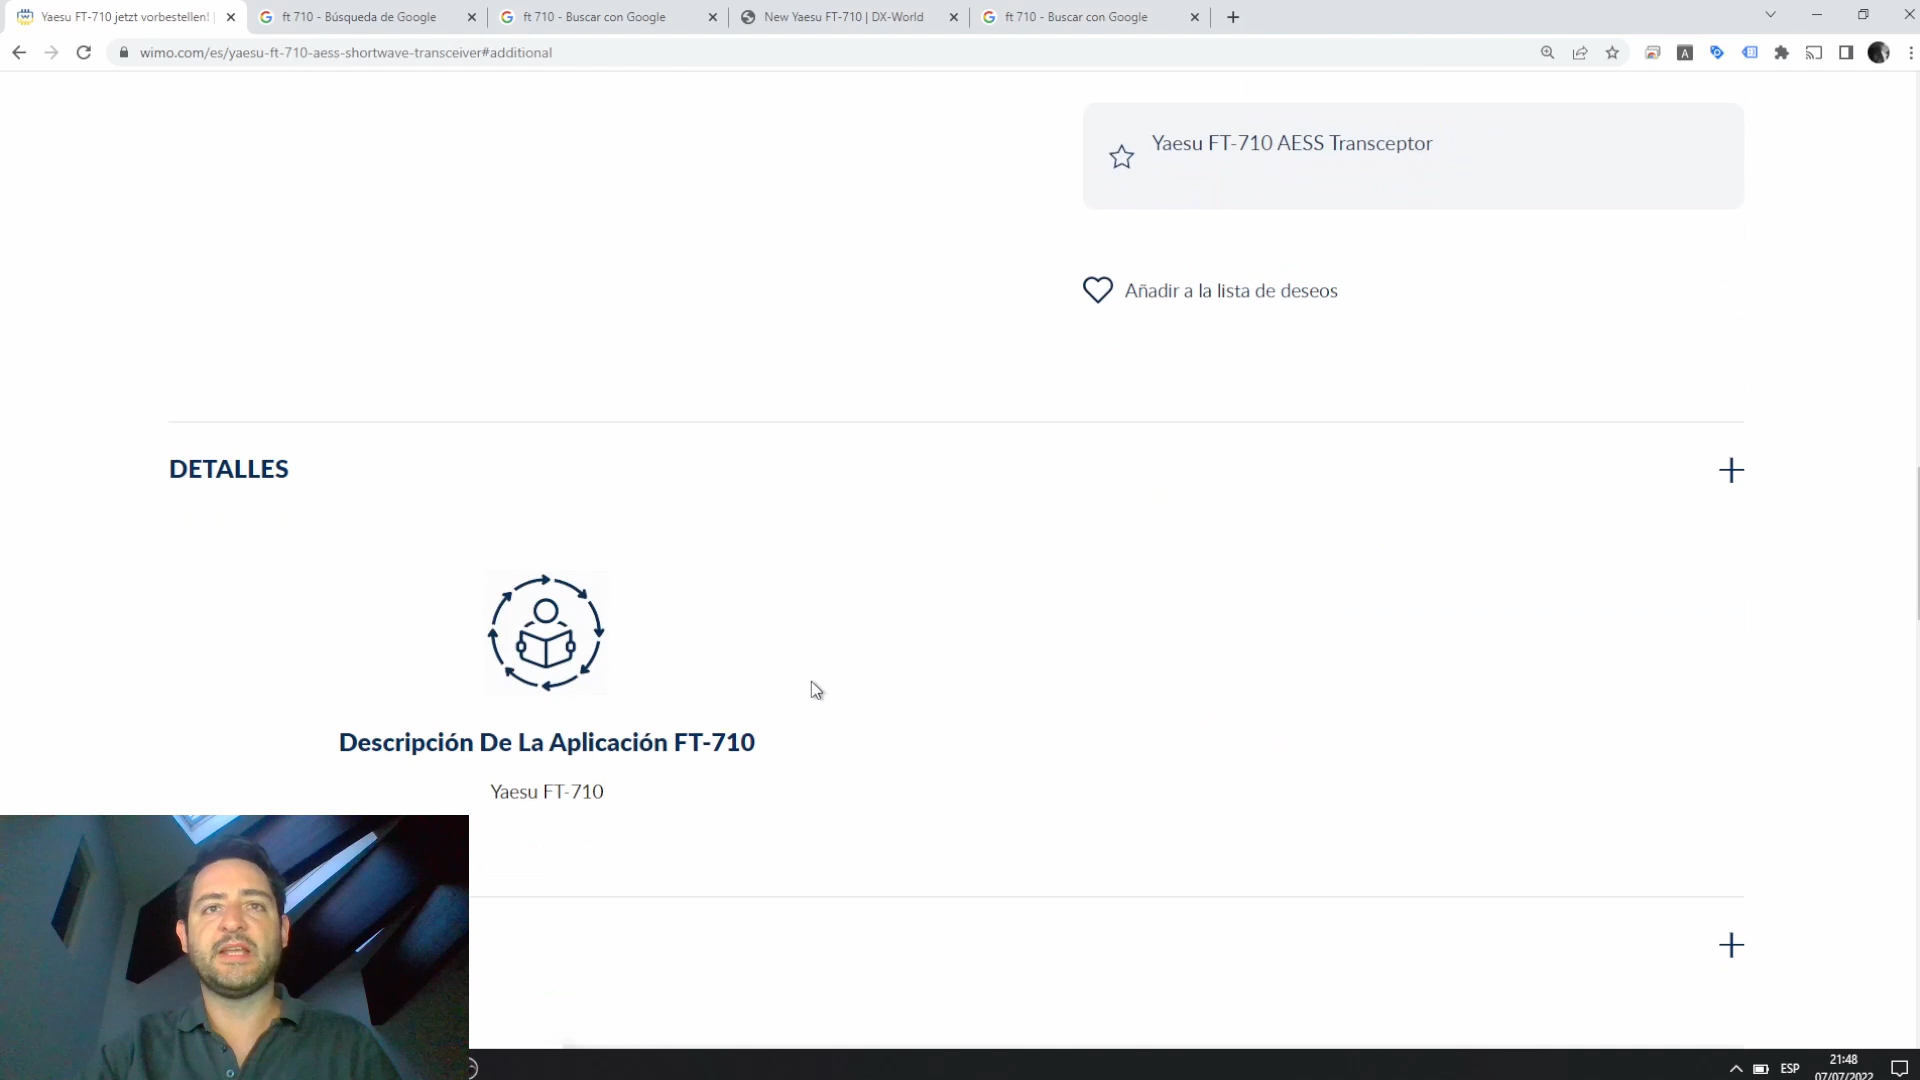 Yaesu FT-710 jetzt vorbestellen! |
ft 710 - Búsqueda de Google
ft 710 - Buscar con Google
New Yaesu FT-710 | DX-World
ft 710 - Buscar con Google
wimo.com/es/yaesu-ft-710-aess-shortwave-transceiver#additional
A
Yaesu FT-710 AESS Transceptor
Añadir a la lista de deseos
DETALLES
Descripción De La Aplicación FT-710
Yaesu FT-710
ESP
21:48
07/07/2022